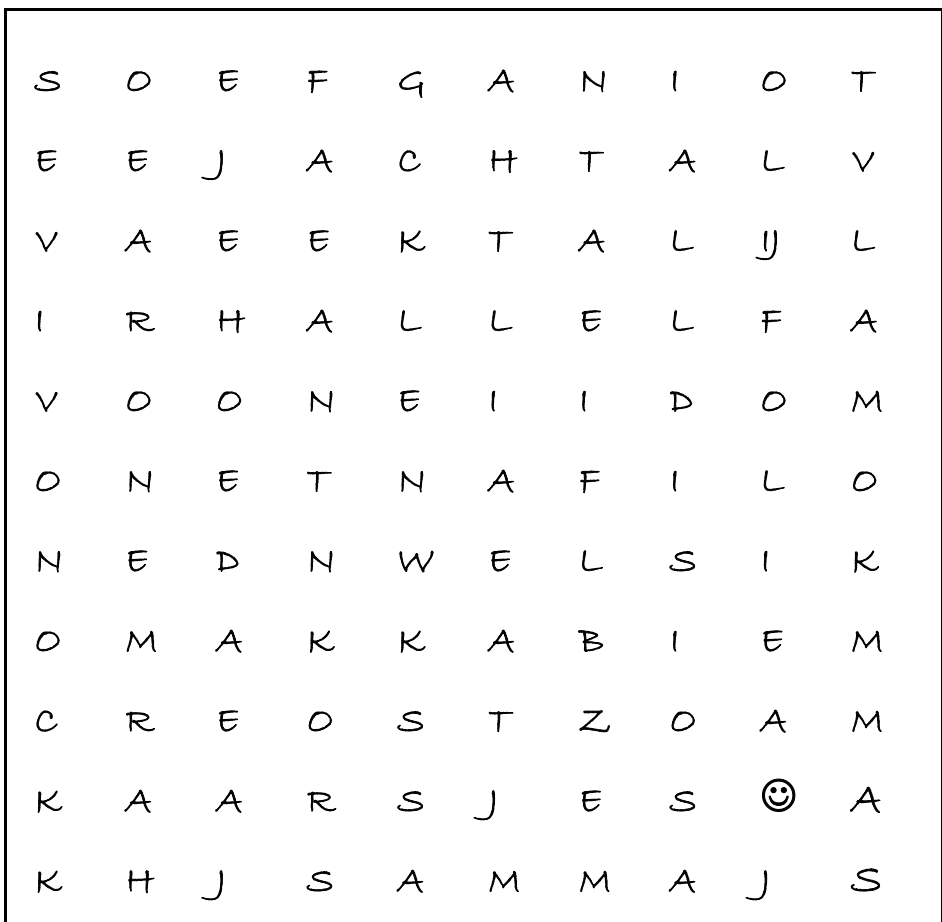 S O E F G A N I O T
E E J A C H T A L V
V A E E K T A L IJ L
I R H A L L E L F A
V O O N E I I D O M
O N E T N A F I L O
N E D N W E L S I K
O M A K K A B I E M
C R E O S T Z O A M
K A A R S J E S ☺ A
K H J S A M M A J S